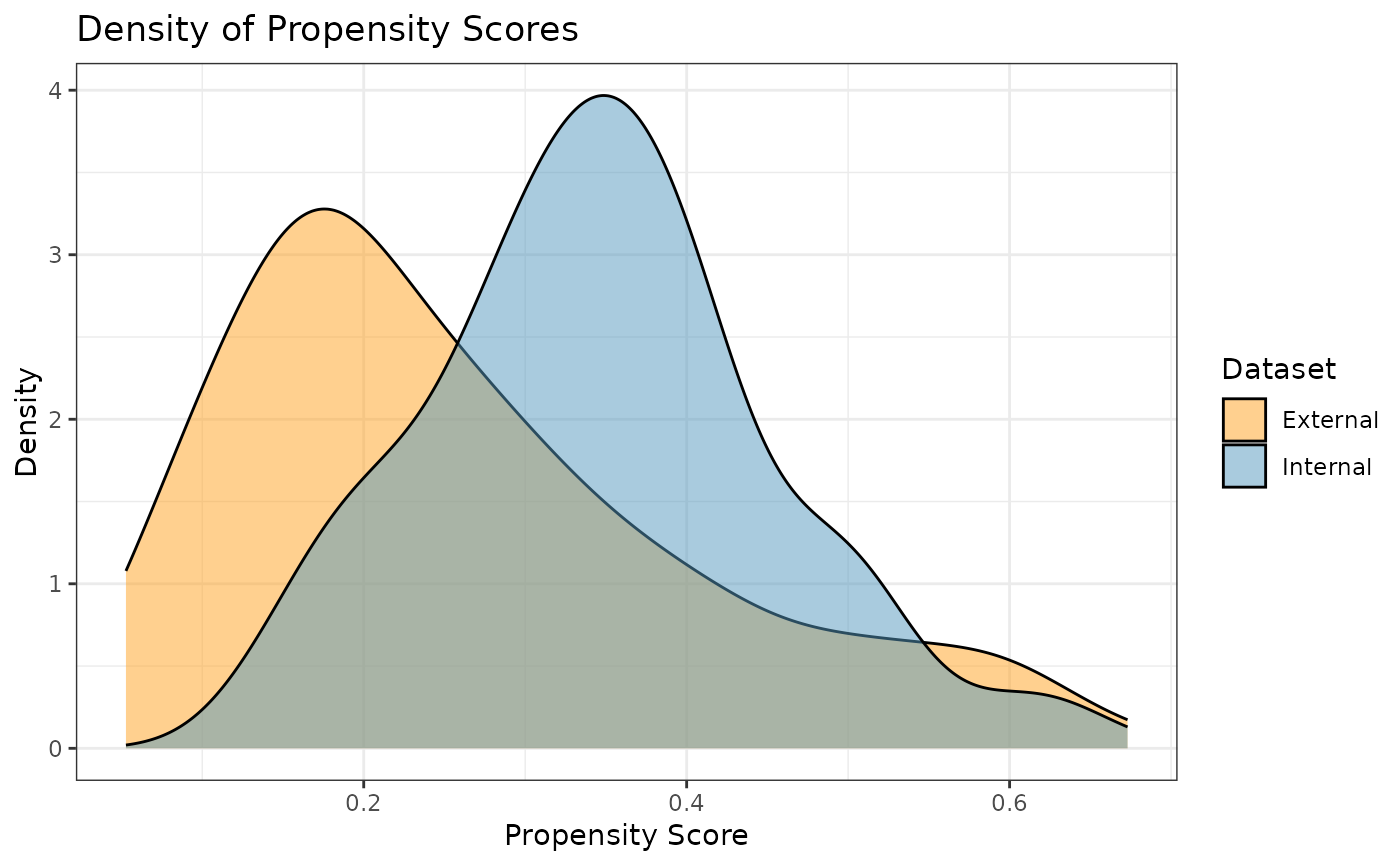 Density of Propensity Scores
4
3
2
1
0
Density
0.2 0.4 0.6
Propensity Score
Dataset
External
Internal